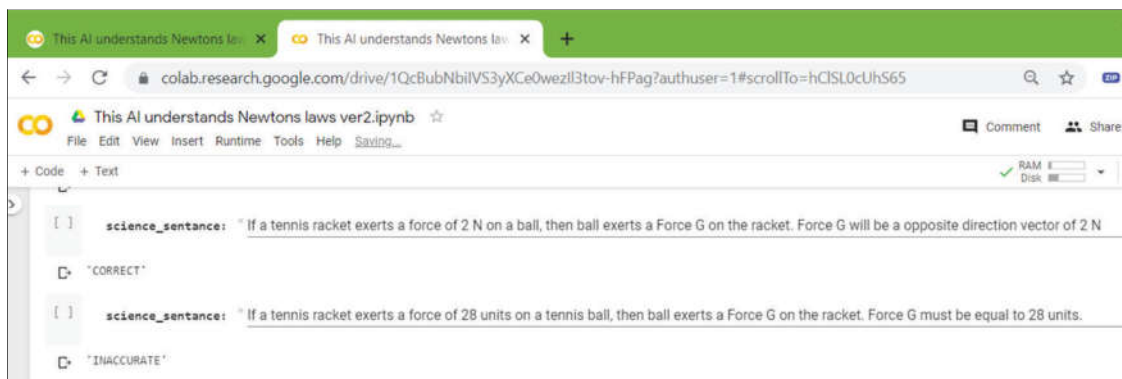 This AI understands Newtons law
This AI understands Newtons law
colab.research.google.com/drive/1QcBubNbiIVS3yXCe0wezIl3tov-hFPag?authuser=1#scrollTo=hClSL0cUhS65
ZIP
This AI understands Newtons laws ver2.ipynb
File Edit View Insert Runtime Tools Help Saving...
Comment Share
+ Code + Text
RAM
Disk
[ ] science_sentance: " If a tennis racket exerts a force of 2 N on a ball, then ball exerts a Force G on the racket. Force G will be a opposite direction vector of 2 N
'CORRECT'
[ ] science_sentance: " If a tennis racket exerts a force of 28 units on a tennis ball, then ball exerts a Force G on the racket. Force G must be equal to 28 units.
'INACCURATE'